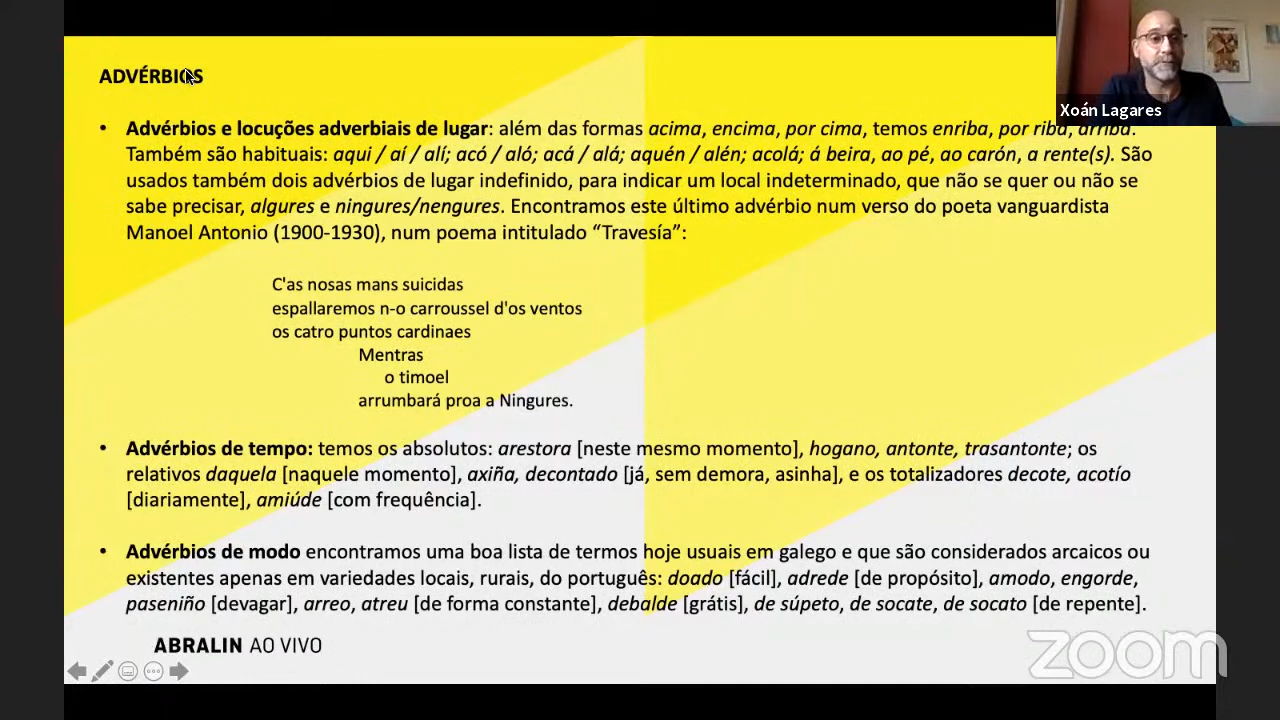 ADVÉRBIOS
Xoán Lagares
• Advérbios e locuções adverbiais de lugar: além das formas acima, encima, por cima, temos enriba, por riba, arriba.
Também são habituais: aqui / aí / alí; acó / aló; acá / alá; aquén / alén; acolá; á beira, ao pé, ao carón, a rente(s). São
usados também dois advérbios de lugar indefinido, para indicar um local indeterminado, que não se quer ou não se
sabe precisar, algures e ningures/nengures. Encontramos este último advérbio num verso do poeta vanguardista
Manoel Antonio (1900-1930), num poema intitulado “Travesía”:
C'as nosas mans suicidas
espallaremos n-o carroussel d'os ventos
os catro puntos cardinaes
Mentras
o timoel
arrumbará proa a Ningures.
• Advérbios de tempo: temos os absolutos: arestora [neste mesmo momento], hogano, antonte, trasantonte; os
relativos daquela [naquele momento], axiña, decontado [já, sem demora, asinha], e os totalizadores decote, acotío
[diariamente], amiúde [com frequência].
• Advérbios de modo encontramos uma boa lista de termos hoje usuais em galego e que são considerados arcaicos ou
existentes apenas em variedades locais, rurais, do português: doado [fácil], adrede [de propósito], amodo, engorde,
paseniño [devagar], arreo, atreu [de forma constante], debalde [grátis], de súpeto, de socate, de socato [de repente].
ABRALIN AO VIVO
zoom